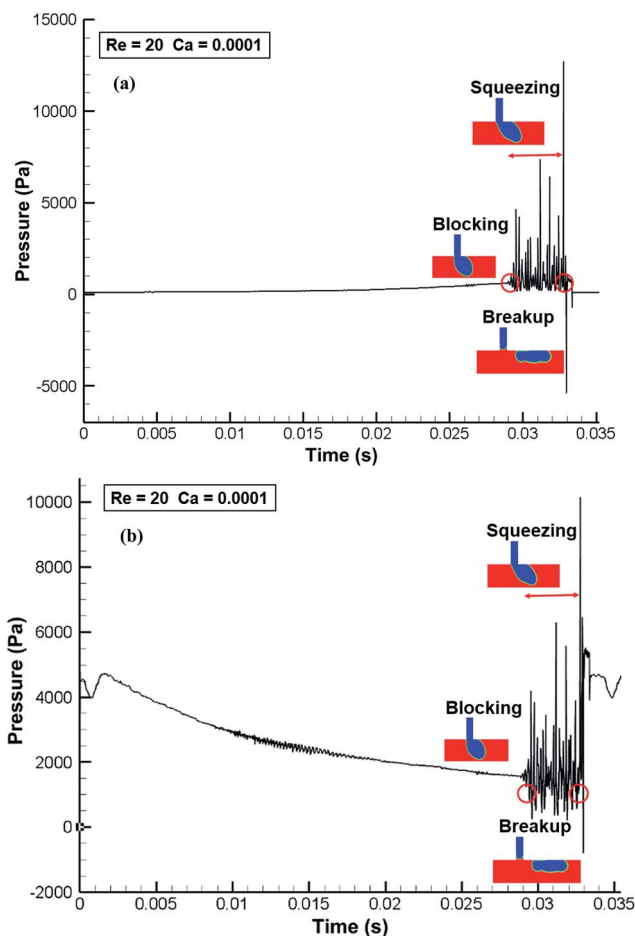 15000
Re = 20 Ca = 0.0001
(a)
Squeezing
10000
Pressure (Pa)
5000
Blocking
0
Breakup
-5000
0 0.005 0.01 0.015 0.02 0.025 0.03 0.035
Time (s)
10000
Re = 20 Ca = 0.0001
(b)
Squeezing
8000
Pressure (Pa)
6000
4000
Blocking
2000
0
Breakup
-2000
0 0.005 0.01 0.015 0.02 0.025 0.03 0.035
Time (s)